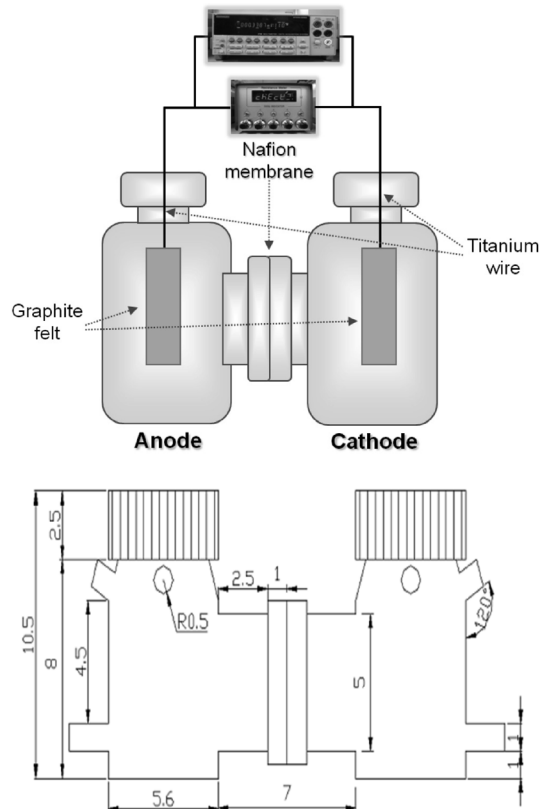 Nafion
membrane
Titanium
wire
Graphite
felt
Anode
Cathode
2.5
10.5
8
4.5
R0.5
2.5
1
5
120°
1
1
5.6
7